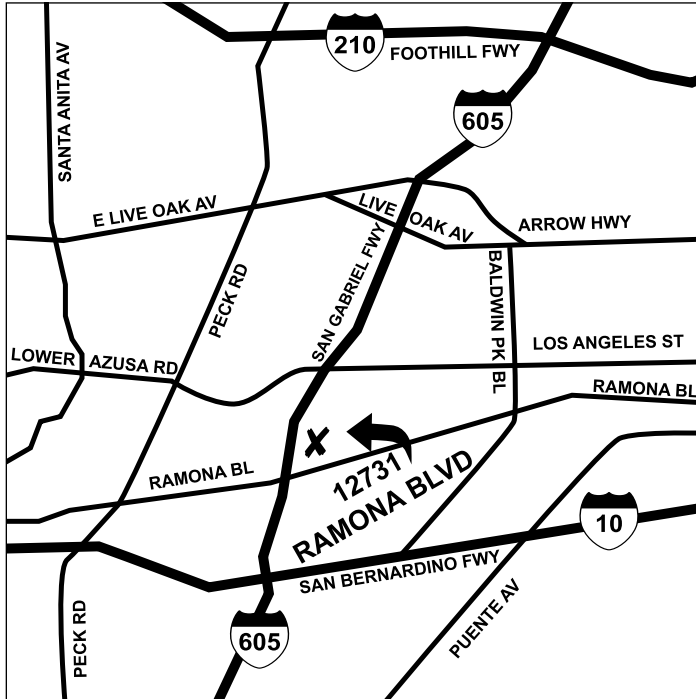 210
FOOTHILL FWY
SANTA ANITA AV
605
E LIVE OAK AV
LIVE OAK AV
ARROW HWY
PECK RD
SAN GABRIEL FWY
BALDWIN PK BL
LOS ANGELES ST
LOWER AZUSA RD
RAMONA BL
X
12731
RAMONA BLVD
RAMONA BL
10
SAN BERNARDINO FWY
PUENTE AV
605
PECK RD